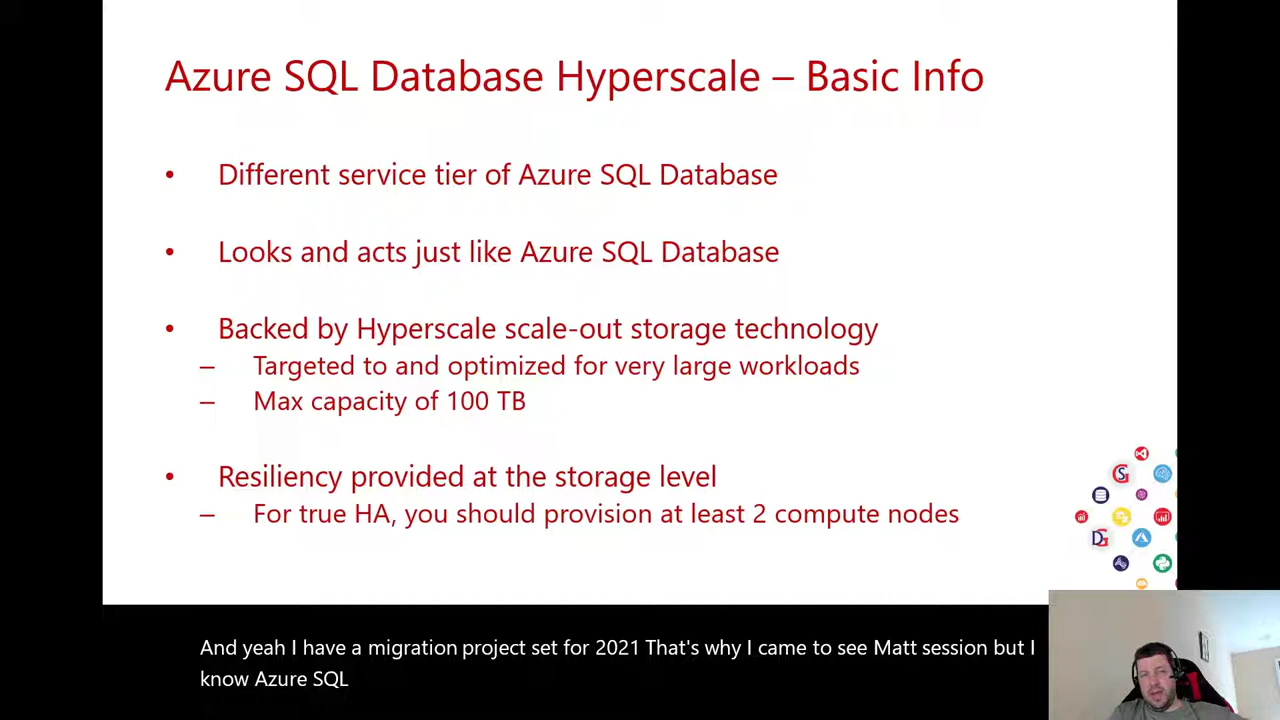 Azure SQL Database Hyperscale – Basic Info
• Different service tier of Azure SQL Database
• Looks and acts just like Azure SQL Database
• Backed by Hyperscale scale-out storage technology
– Targeted to and optimized for very large workloads
– Max capacity of 100 TB
• Resiliency provided at the storage level
– For true HA, you should provision at least 2 compute nodes
And yeah I have a migration project set for 2021 That's why I came to see Matt session but I
know Azure SQL